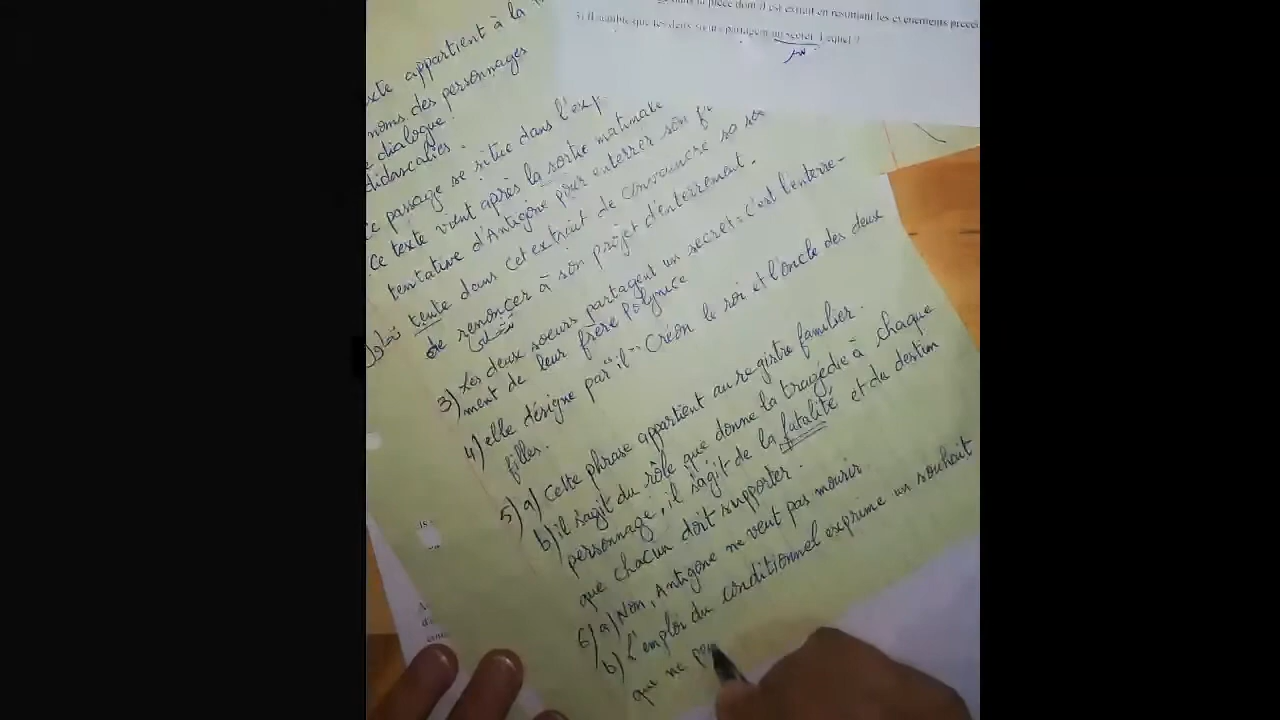 la pièce dont il est extrait en résumant les événements
3) Il semble que les deux sœurs partagent un secret. Lequel ?
سر
texte appartient à la
noms des personnages
dialogue.
didascalies.
Ce passage se situe dans l'exp
Ce texte vient après la sortie matinale
tentative d'Antigone pour enterrer son f
تحاول tente dans cet extrait de convaincre sa sœ
de renoncer à son projet d'enterrement.
3) Les deux sœurs partagent un secret : c'est l'enterre-
ment de leur frère Polynice
4) elle désigne par "il" Créon le roi et l'oncle des deux
filles.
5) a) Cette phrase appartient au registre familier.
b) il s'agit du rôle que donne la tragédie à chaque
personnage, il s'agit de la fatalité et du destin
que chacun doit supporter.
6) a) Non, Antigone ne veut pas mourir
b) L'emploi du conditionnel exprime un souhait
que ne